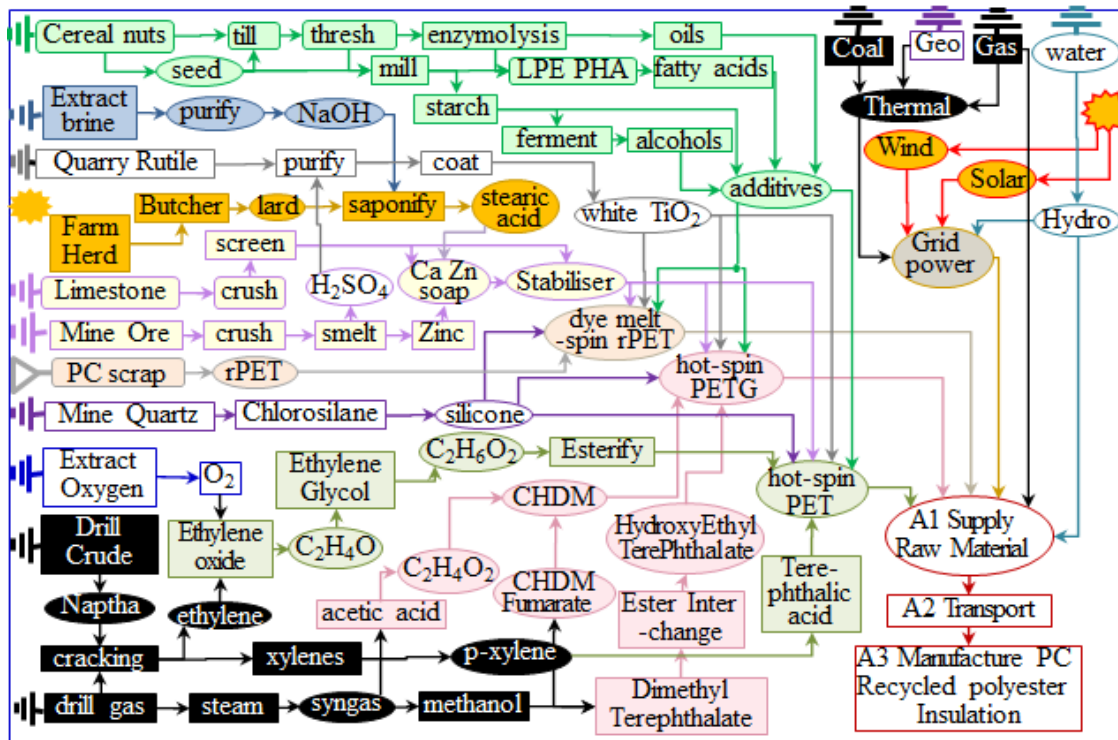 Cereal nuts
till
thresh
enzymolysis
oils
seed
mill
LPE PHA
fatty acids
starch
ferment
alcohols
additives
Coal
Geo
Gas
water
Thermal
Wind
Solar
Hydro
Grid
power
Extract
brine
purify
NaOH
Quarry Rutile
purify
coat
white TiO₂
Butcher
lard
saponify
stearic
acid
Farm
Herd
screen
Limestone
crush
H₂SO₄
Ca Zn
soap
Stabiliser
Mine Ore
crush
smelt
Zinc
dye melt
-spin rPET
PC scrap
rPET
hot-spin
PETG
Mine Quartz
Chlorosilane
silicone
Extract
Oxygen
O₂
Ethylene
Glycol
C₂H₆O₂
Esterify
hot-spin
PET
Drill
Crude
Ethylene
oxide
C₂H₄O
CHDM
HydroxyEthyl
TerePhthalate
A1 Supply
Raw Material
Naptha
ethylene
C₂H₄O₂
acetic acid
CHDM
Fumarate
Ester Inter
-change
Tere-
phthalic
acid
A2 Transport
cracking
xylenes
p-xylene
A3 Manufacture PC
Recycled polyester
Insulation
drill gas
steam
syngas
methanol
Dimethyl
Terephthalate